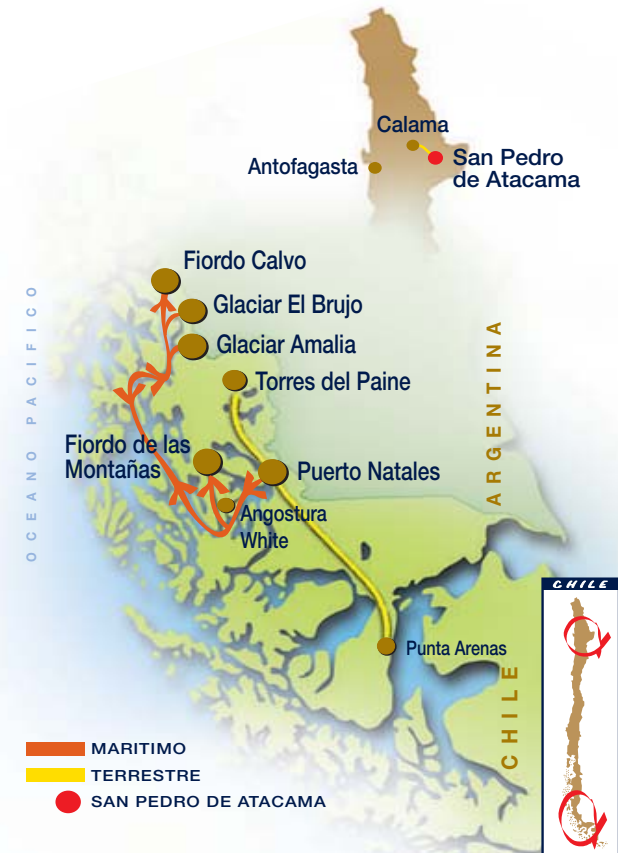 Calama
San Pedro
de Atacama
Antofagasta
Fiordo Calvo
Glaciar El Brujo
Glaciar Amalia
Torres del Paine
Fiordo de las
Montañas
Puerto Natales
Angostura
White
Punta Arenas
OCEANO PACIFICO
ARGENTINA
CHILE
CHILE
MARITIMO
TERRESTRE
SAN PEDRO DE ATACAMA